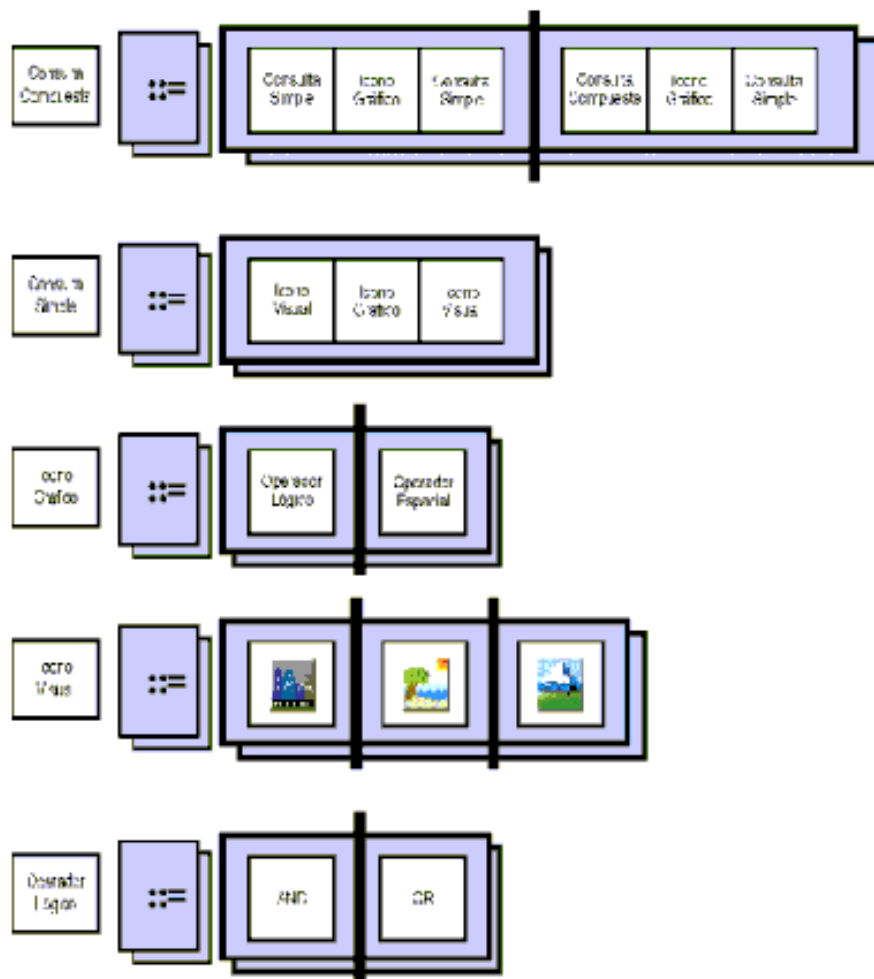 Consulta
Compuesta
::=
Consulta
Simple
Icono
Gráfico
Consulta
Simple
Consulta
Compuesta
Icono
Gráfico
Consulta
Simple
Consulta
Simple
::=
Icono
Visual
Icono
Gráfico
Icono
Visual
Icono
Gráfico
::=
Operador
Lógico
Operador
Espacial
Icono
Visual
::=
Operador
Lógico
::=
AND
OR